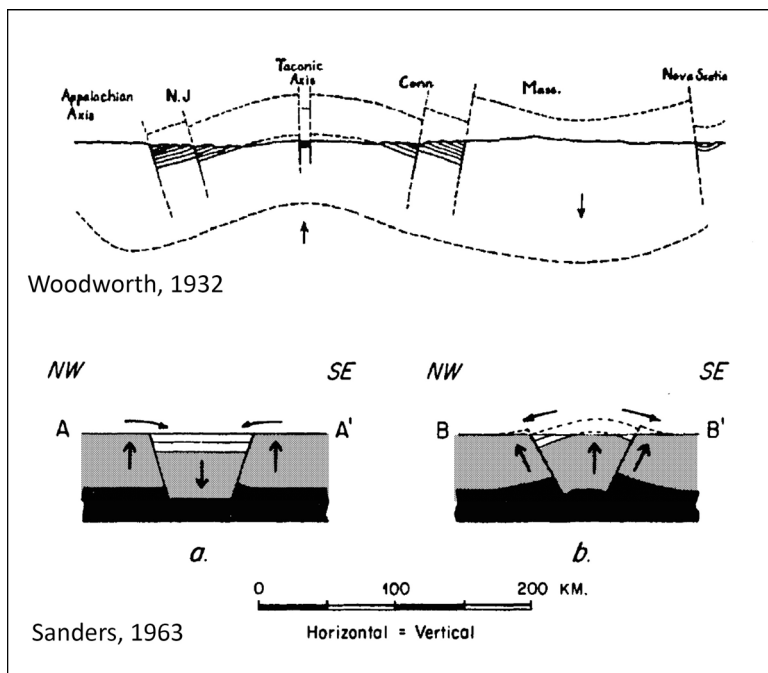 Taconic
Axis
Appalachian
Axis
N.J
Conn.
Mass.
Nova Scotia
Woodworth, 1932
NW
SE
NW
SE
A
A'
B
B'
a.
b.
0
100
200
KM.
Horizontal = Vertical
Sanders, 1963